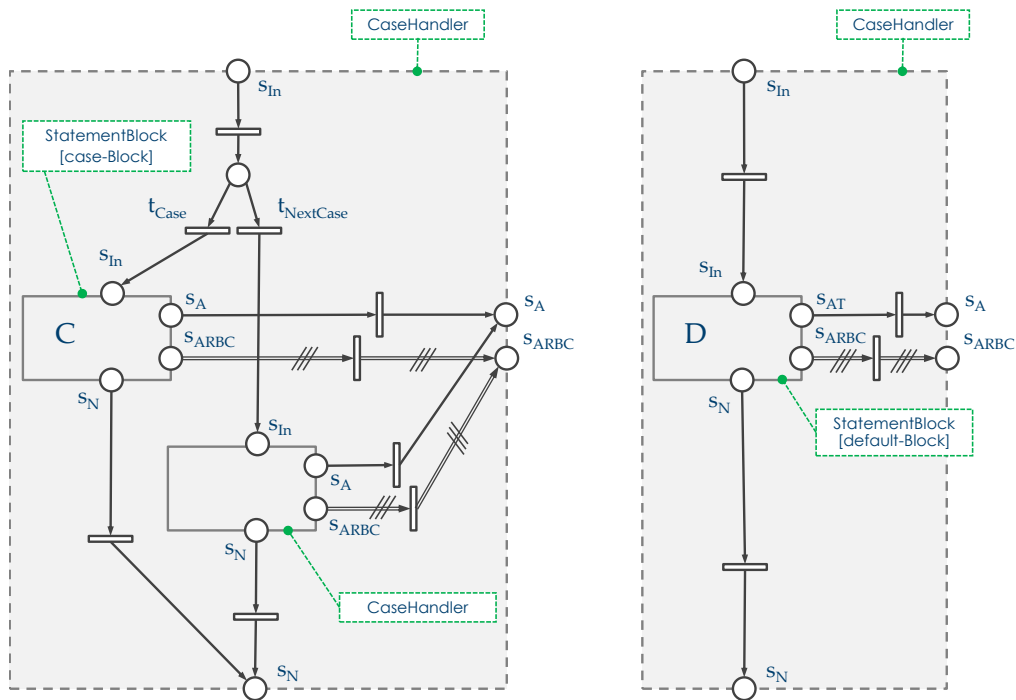 CaseHandler
s_In
StatementBlock
[case-Block]
t_Case
t_NextCase
s_In
C
s_A
s_ARBC
s_N
s_A
s_ARBC
s_In
s_A
s_ARBC
s_N
CaseHandler
s_N
CaseHandler
s_In
s_In
D
s_AT
s_ARBC
s_A
s_ARBC
s_N
StatementBlock
[default-Block]
s_N